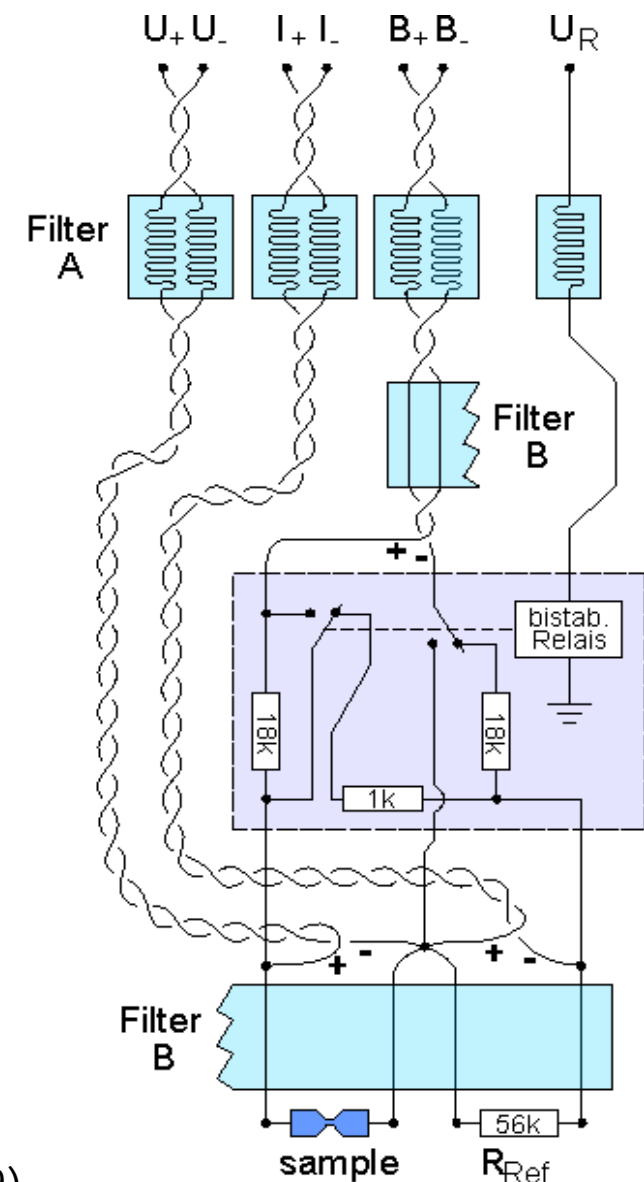 U+ U- I+ I- B+ B- UR
Filter
A
Filter
B
+ -
bistab.
Relais
18k
18k
1k
+ - + -
Filter
B
56k
sample RRef